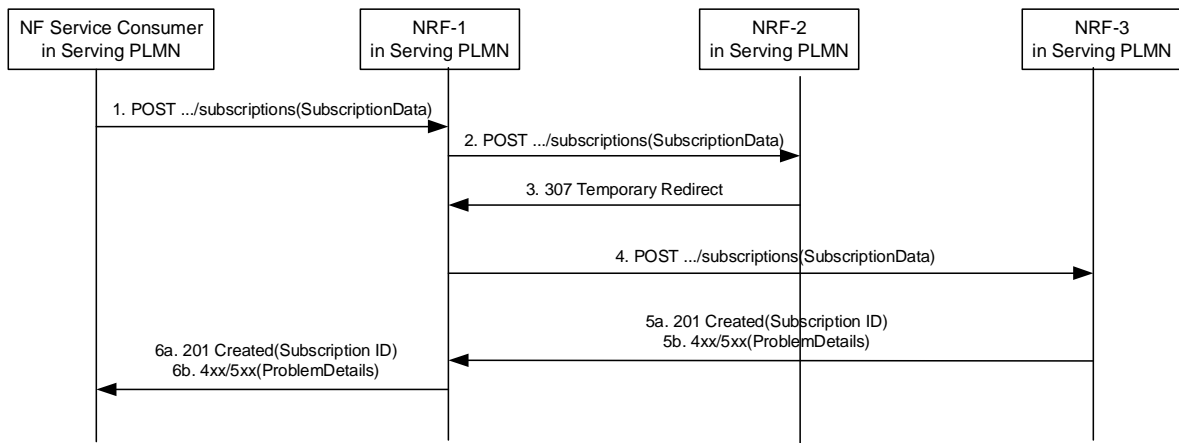 NF Service Consumer
in Serving PLMN
NRF-1
in Serving PLMN
NRF-2
in Serving PLMN
NRF-3
in Serving PLMN
1. POST .../subscriptions(SubscriptionData)
2. POST .../subscriptions(SubscriptionData)
3. 307 Temporary Redirect
4. POST .../subscriptions(SubscriptionData)
5a. 201 Created(Subscription ID)
5b. 4xx/5xx(ProblemDetails)
6a. 201 Created(Subscription ID)
6b. 4xx/5xx(ProblemDetails)